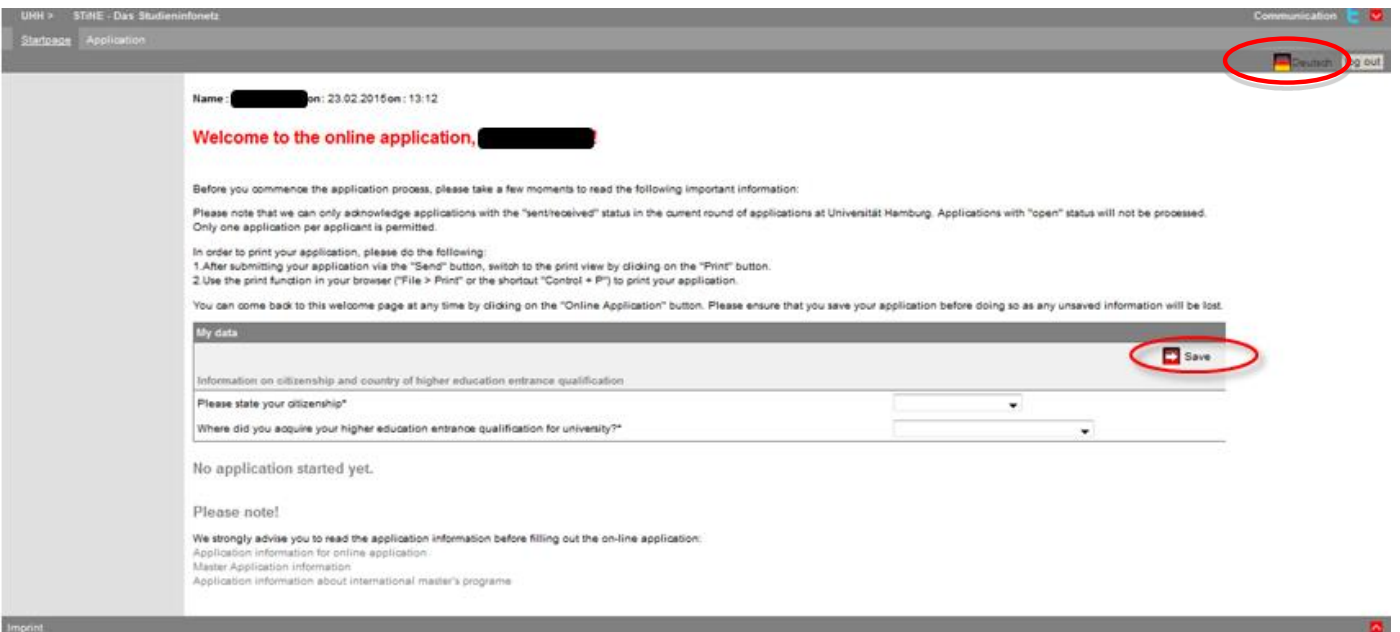 UHH > STiNE - Das Studieninfonetz Communication
Startpage Application
Deutsch og out
Name : on: 23.02.2015on: 13:12
Welcome to the online application, !
Before you commence the application process, please take a few moments to read the following important information:
Please note that we can only acknowledge applications with the "sent/received" status in the current round of applications at Universität Hamburg. Applications with "open" status will not be processed.
Only one application per applicant is permitted.
In order to print your application, please do the following:
1.After submitting your application via the "Send" button, switch to the print view by clicking on the "Print" button.
2.Use the print function in your browser ("File > Print" or the shortcut "Control + P") to print your application.
You can come back to this welcome page at any time by clicking on the "Online Application" button. Please ensure that you save your application before doing so as any unsaved information will be lost.
My data
Save
Information on citizenship and country of higher education entrance qualification
Please state your citizenship*
Where did you acquire your higher education entrance qualification for university?*
No application started yet.
Please note!
We strongly advise you to read the application information before filling out the on-line application:
Application information for online application
Master Application information
Application information about international master's programe
Imprint